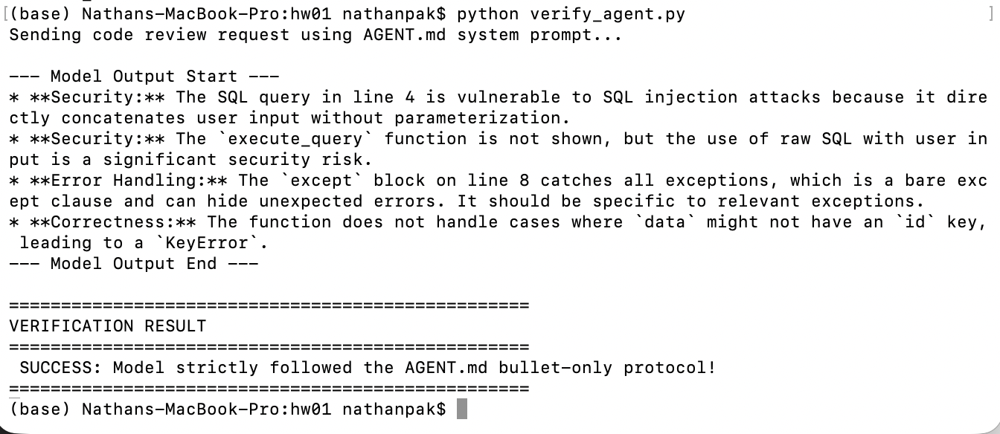 [(base) Nathans-MacBook-Pro:hw01 nathanpak$ python verify_agent.py ]
Sending code review request using AGENT.md system prompt...
--- Model Output Start ---
* **Security:** The SQL query in line 4 is vulnerable to SQL injection attacks because it dire
ctly concatenates user input without parameterization.
* **Security:** The `execute_query` function is not shown, but the use of raw SQL with user in
put is a significant security risk.
* **Error Handling:** The `except` block on line 8 catches all exceptions, which is a bare exc
ept clause and can hide unexpected errors. It should be specific to relevant exceptions.
* **Correctness:** The function does not handle cases where `data` might not have an `id` key,
 leading to a `KeyError`.
--- Model Output End ---
==================================================
VERIFICATION RESULT
==================================================
 SUCCESS: Model strictly followed the AGENT.md bullet-only protocol!
==================================================
(base) Nathans-MacBook-Pro:hw01 nathanpak$